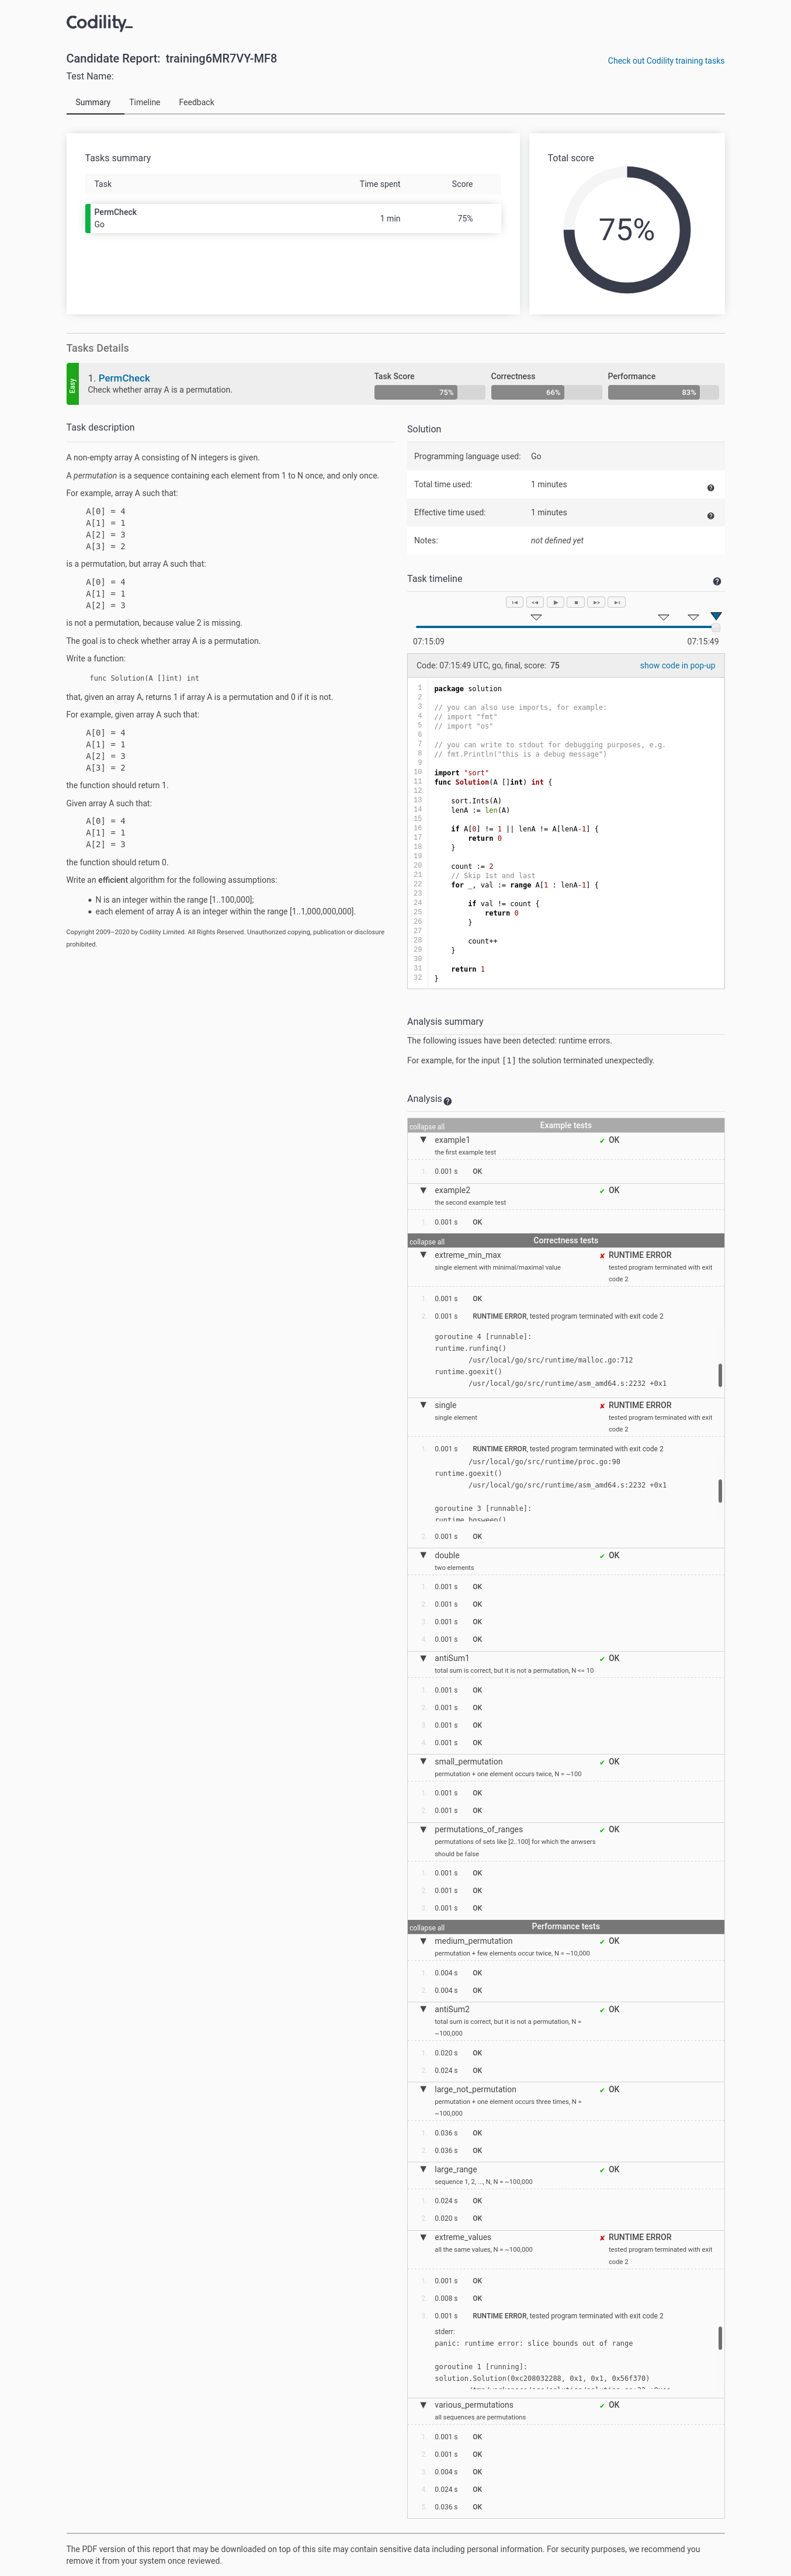 Codility_
Candidate Report: training6MR7VY-MF8
Check out Codility training tasks
Test Name:
Summary Timeline Feedback
Tasks summary
Task Time spent Score
PermCheck
Go
1 min 75%
Total score
75%
Tasks Details
Easy
1. PermCheck
Check whether array A is a permutation.
Task Score Correctness Performance
75% 66% 83%
Task description
A non-empty array A consisting of N integers is given.
A permutation is a sequence containing each element from 1 to N once, and only once.
For example, array A such that:
A[0] = 4
A[1] = 1
A[2] = 3
A[3] = 2
is a permutation, but array A such that:
A[0] = 4
A[1] = 1
A[2] = 3
is not a permutation, because value 2 is missing.
The goal is to check whether array A is a permutation.
Write a function:
func Solution(A []int) int
that, given an array A, returns 1 if array A is a permutation and 0 if it is not.
For example, given array A such that:
A[0] = 4
A[1] = 1
A[2] = 3
A[3] = 2
the function should return 1.
Given array A such that:
A[0] = 4
A[1] = 1
A[2] = 3
the function should return 0.
Write an efficient algorithm for the following assumptions:
• N is an integer within the range [1..100,000];
• each element of array A is an integer within the range [1..1,000,000,000].
Copyright 2009–2020 by Codility Limited. All Rights Reserved. Unauthorized copying, publication or disclosure
prohibited.
Solution
Programming language used: Go
Total time used: 1 minutes ?
Effective time used: 1 minutes ?
Notes: not defined yet
Task timeline ?
07:15:09 07:15:49
Code: 07:15:49 UTC, go, final, score: 75 show code in pop-up
1 package solution
2
3 // you can also use imports, for example:
4 // import "fmt"
5 // import "os"
6
7 // you can write to stdout for debugging purposes, e.g.
8 // fmt.Println("this is a debug message")
9
10 import "sort"
11 func Solution(A []int) int {
12
13 sort.Ints(A)
14 lenA := len(A)
15
16 if A[0] != 1 || lenA != A[lenA-1] {
17 return 0
18 }
19
20 count := 2
21 // Skip 1st and last
22 for _, val := range A[1 : lenA-1] {
23
24 if val != count {
25 return 0
26 }
27
28 count++
29 }
30
31 return 1
32 }
Analysis summary
The following issues have been detected: runtime errors.
For example, for the input [1] the solution terminated unexpectedly.
Analysis ?
collapse all Example tests
▼ example1 ✔ OK
the first example test
1. 0.001 s OK
▼ example2 ✔ OK
the second example test
1. 0.001 s OK
collapse all Correctness tests
▼ extreme_min_max ✘ RUNTIME ERROR
single element with minimal/maximal value tested program terminated with exit
code 2
1. 0.001 s OK
2. 0.001 s RUNTIME ERROR, tested program terminated with exit code 2
goroutine 4 [runnable]:
runtime.runfinq()
/usr/local/go/src/runtime/malloc.go:712
runtime.goexit()
/usr/local/go/src/runtime/asm_amd64.s:2232 +0x1
▼ single ✘ RUNTIME ERROR
single element tested program terminated with exit
code 2
1. 0.001 s RUNTIME ERROR, tested program terminated with exit code 2
/usr/local/go/src/runtime/proc.go:90
runtime.goexit()
/usr/local/go/src/runtime/asm_amd64.s:2232 +0x1
goroutine 3 [runnable]:
runtime.bgsweep()
2. 0.001 s OK
▼ double ✔ OK
two elements
1. 0.001 s OK
2. 0.001 s OK
3. 0.001 s OK
4. 0.001 s OK
▼ antiSum1 ✔ OK
total sum is correct, but it is not a permutation, N <= 10
1. 0.001 s OK
2. 0.001 s OK
3. 0.001 s OK
4. 0.001 s OK
▼ small_permutation ✔ OK
permutation + one element occurs twice, N = ~100
1. 0.001 s OK
2. 0.001 s OK
▼ permutations_of_ranges ✔ OK
permutations of sets like [2..100] for which the anwsers
should be false
1. 0.001 s OK
2. 0.001 s OK
3. 0.001 s OK
collapse all Performance tests
▼ medium_permutation ✔ OK
permutation + few elements occur twice, N = ~10,000
1. 0.004 s OK
2. 0.004 s OK
▼ antiSum2 ✔ OK
total sum is correct, but it is not a permutation, N =
~100,000
1. 0.020 s OK
2. 0.024 s OK
▼ large_not_permutation ✔ OK
permutation + one element occurs three times, N =
~100,000
1. 0.036 s OK
2. 0.036 s OK
▼ large_range ✔ OK
sequence 1, 2, ..., N, N = ~100,000
1. 0.024 s OK
2. 0.020 s OK
▼ extreme_values ✘ RUNTIME ERROR
all the same values, N = ~100,000 tested program terminated with exit
code 2
1. 0.001 s OK
2. 0.008 s OK
3. 0.001 s RUNTIME ERROR, tested program terminated with exit code 2
stderr:
panic: runtime error: slice bounds out of range
goroutine 1 [running]:
solution.Solution(0xc208032288, 0x1, 0x1, 0x56f370)
▼ various_permutations ✔ OK
all sequences are permutations
1. 0.001 s OK
2. 0.001 s OK
3. 0.004 s OK
4. 0.024 s OK
5. 0.036 s OK
The PDF version of this report that may be downloaded on top of this site may contain sensitive data including personal information. For security purposes, we recommend you
remove it from your system once reviewed.